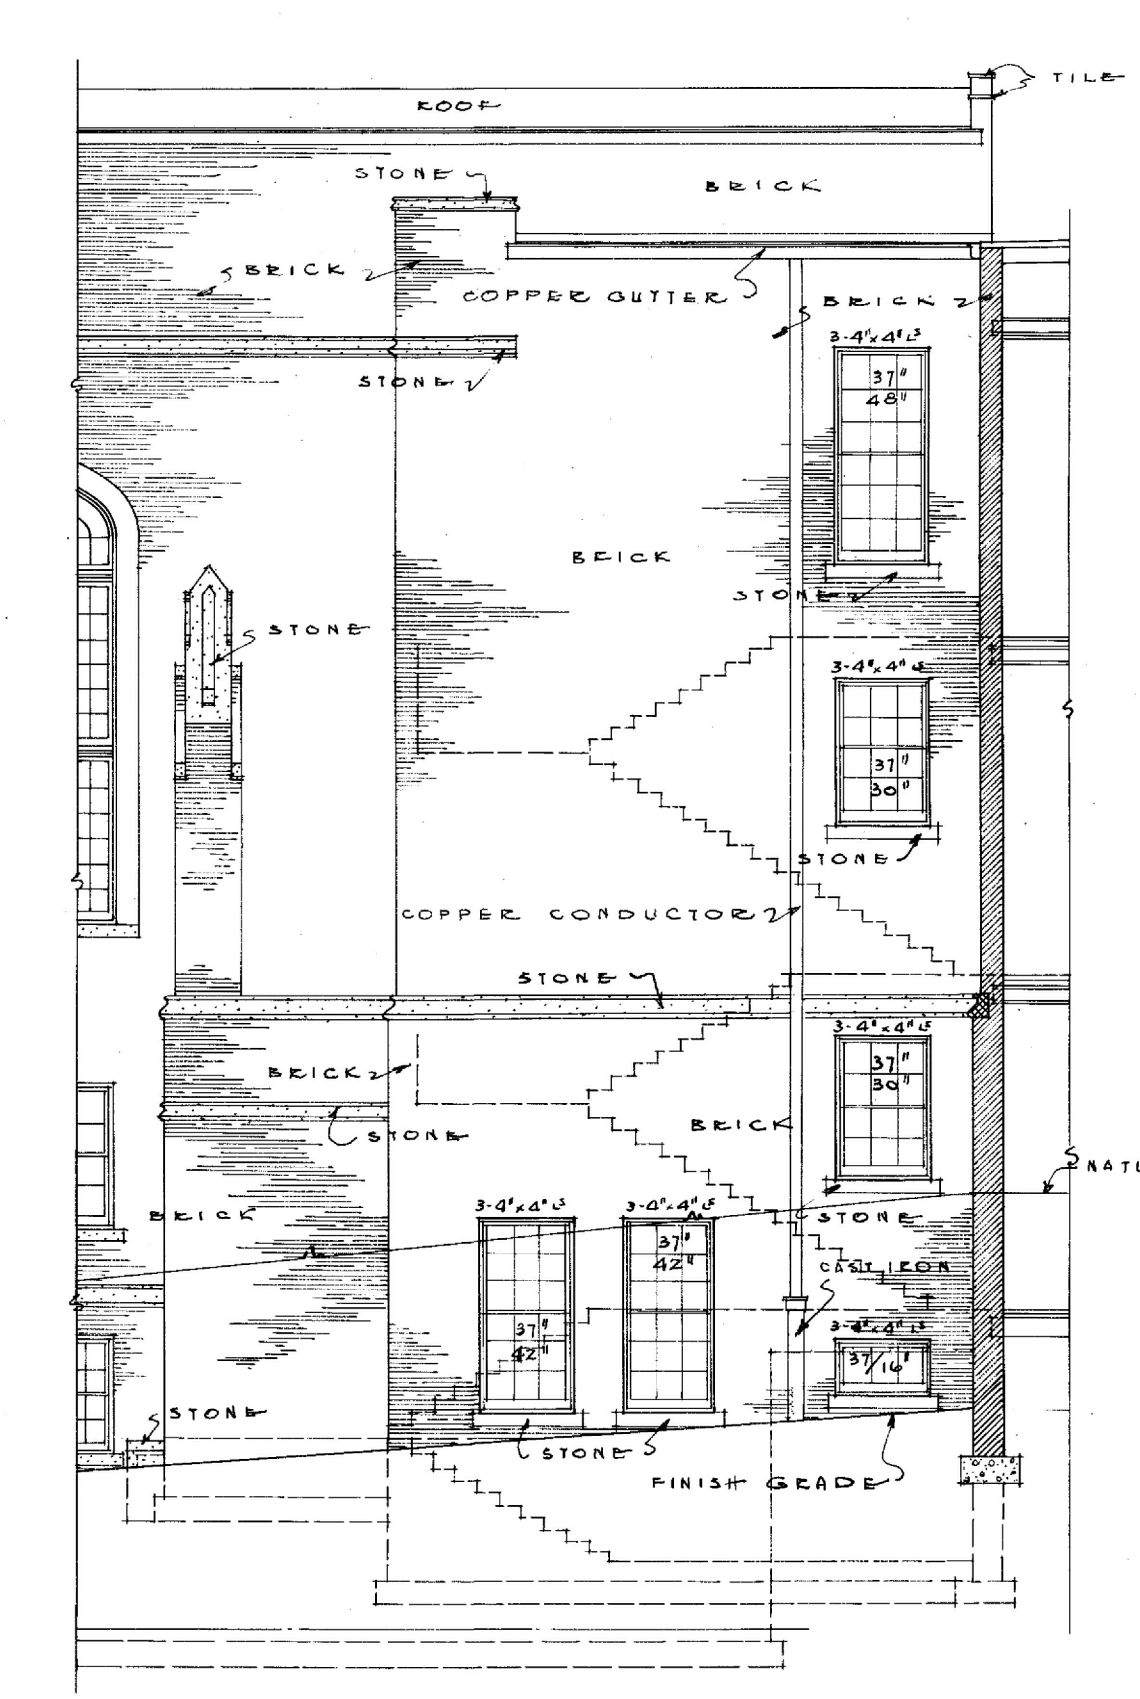 TILE
ROOF
STONE
BRICK
BRICK
COPPER GUTTER
BRICK
3-4"x4" LS
37"
48"
STONE
BRICK
STONE
STONE
3-4"x4" LS
37"
30"
STONE
COPPER CONDUCTOR
STONE
3-4"x4" LS
37"
30"
BRICK
BRICK
STONE
NATU
STONE
BRICK
3-4"x4" LS
3-4"x4" LS
37"
42"
CAST IRON
37"
42"
3-4"x4" LS
37/16"
STONE
STONE
FINISH GRADE